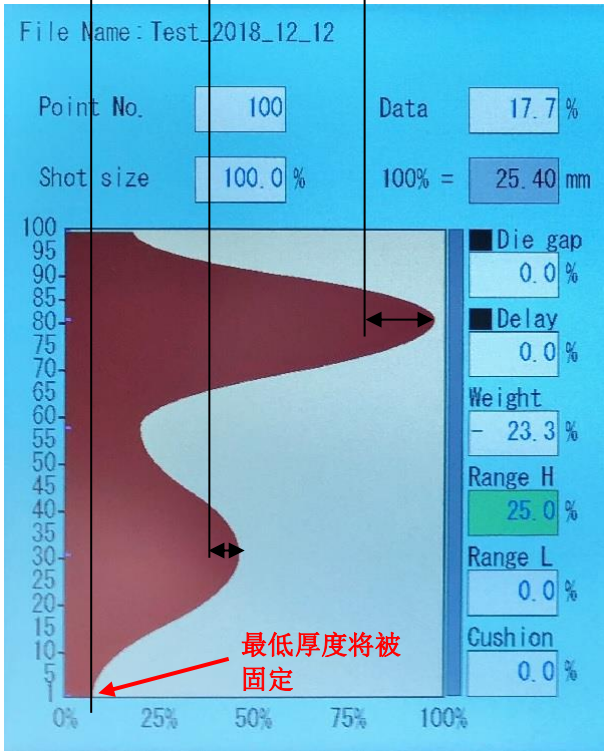 File Name:Test_2018_12_12
Point No. 100 Data 17.7 %
Shot size 100.0 % 100% = 25.40 mm
100
95
90
85
80
75
70
65
60
55
50
45
40
35
30
25
20
15
10
5
1
0% 25% 50% 75% 100%
Die gap
0.0 %
Delay
0.0 %
Weight
- 23.3 %
Range H
25.0 %
Range L
0.0 %
Cushion
0.0 %
最低厚度将被
固定